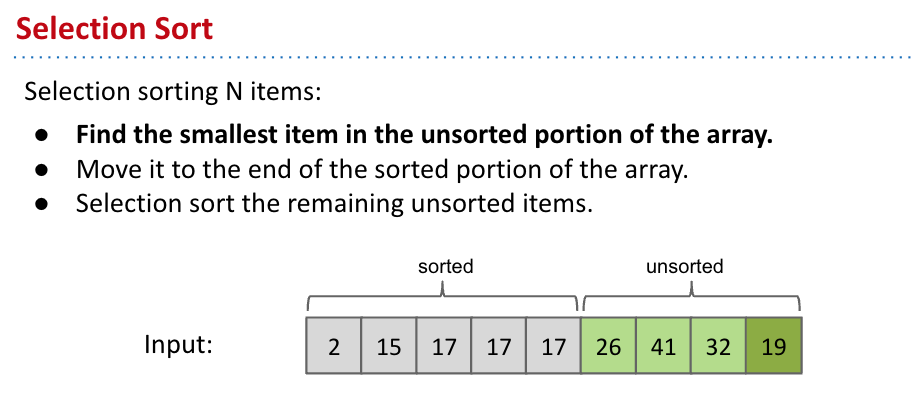 Selection Sort
Selection sorting N items:
● Find the smallest item in the unsorted portion of the array.
● Move it to the end of the sorted portion of the array.
● Selection sort the remaining unsorted items.
sorted unsorted
Input: 2 15 17 17 17 26 41 32 19